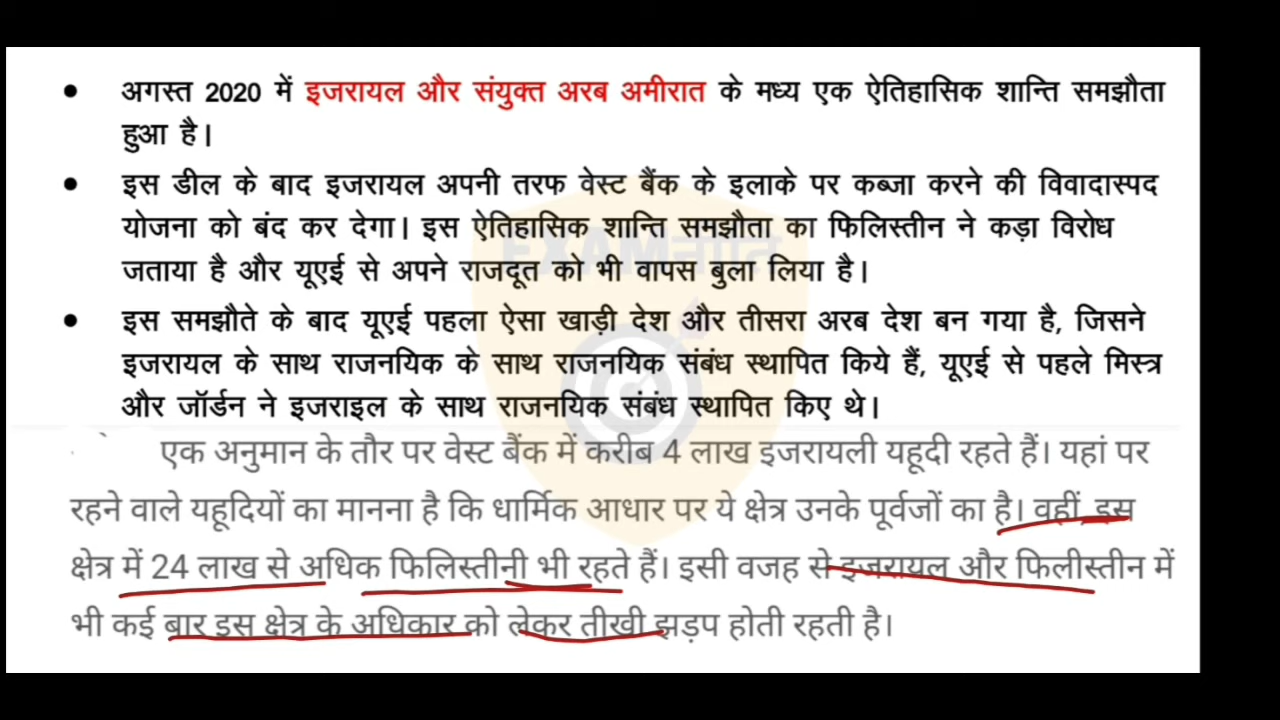 • अगस्त 2020 में इजरायल और संयुक्त अरब अमीरात के मध्य एक ऐतिहासिक शान्ति समझौता
हुआ है।
• इस डील के बाद इजरायल अपनी तरफ वेस्ट बैंक के इलाके पर कब्जा करने की विवादास्पद
योजना को बंद कर देगा। इस ऐतिहासिक शान्ति समझौता का फिलिस्तीन ने कड़ा विरोध
जताया है और यूएई से अपने राजदूत को भी वापस बुला लिया है।
• इस समझौते के बाद यूएई पहला ऐसा खाड़ी देश और तीसरा अरब देश बन गया है, जिसने
इजरायल के साथ राजनयिक के साथ राजनयिक संबंध स्थापित किये हैं, यूएई से पहले मिस्त्र
और जॉर्डन ने इजराइल के साथ राजनयिक संबंध स्थापित किए थे।
एक अनुमान के तौर पर वेस्ट बैंक में करीब 4 लाख इजरायली यहूदी रहते हैं। यहां पर
रहने वाले यहूदियों का मानना है कि धार्मिक आधार पर ये क्षेत्र उनके पूर्वजों का है। वहीं इस
क्षेत्र में 24 लाख से अधिक फिलिस्तीनी भी रहते हैं। इसी वजह से इजरायल और फिलीस्तीन में
भी कई बार इस क्षेत्र के अधिकार को लेकर तीखी झड़प होती रहती है।
EXAMनीति